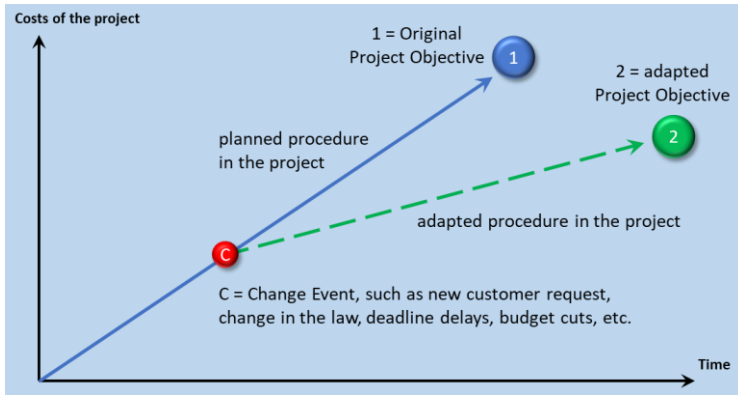 Costs of the project
1 = Original
Project Objective
1
2 = adapted
Project Objective
2
planned procedure
in the project
adapted procedure in the project
C
C = Change Event, such as new customer request,
change in the law, deadline delays, budget cuts, etc.
Time